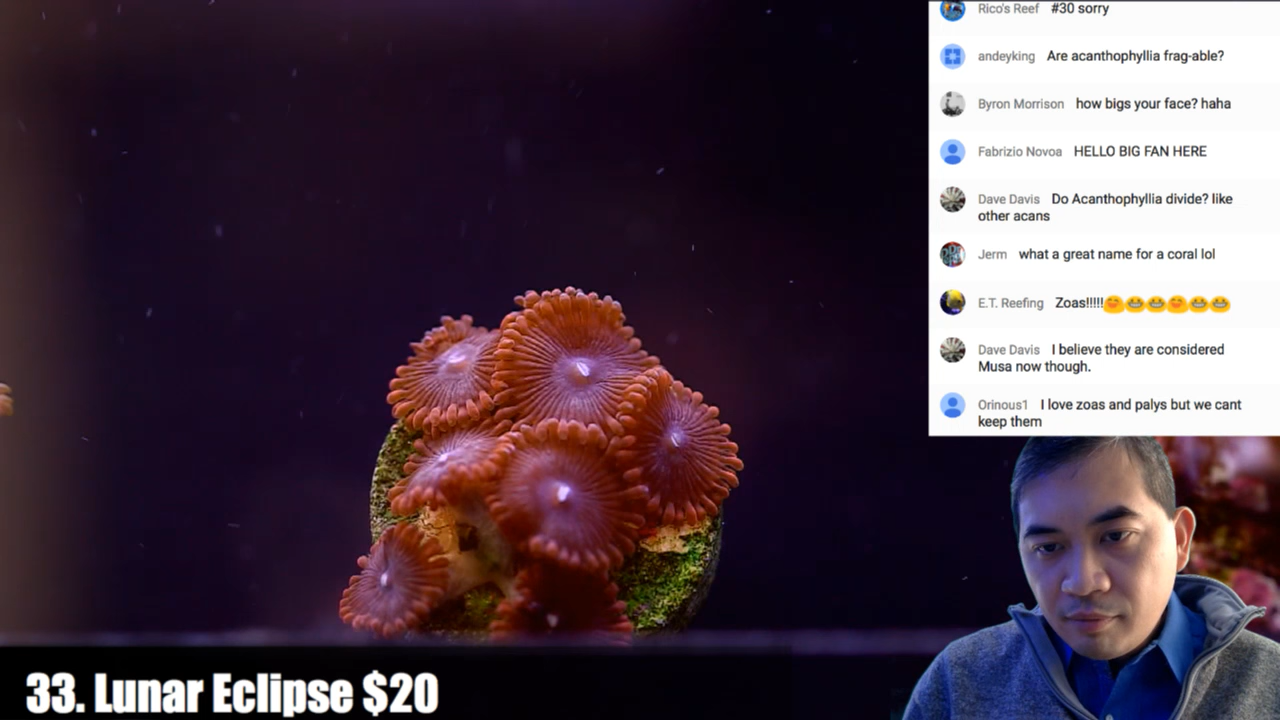 Rico's Reef #30 sorry
andeyking Are acanthophyllia frag-able?
Byron Morrison how bigs your face? haha
Fabrizio Novoa HELLO BIG FAN HERE
Dave Davis Do Acanthophyllia divide? like
other acans
Jerm what a great name for a coral lol
E.T. Reefing Zoas!!!!!🤗😂😂🤗😂😂
Dave Davis I believe they are considered
Musa now though.
Orinous1 I love zoas and palys but we cant
keep them
33. Lunar Eclipse $20